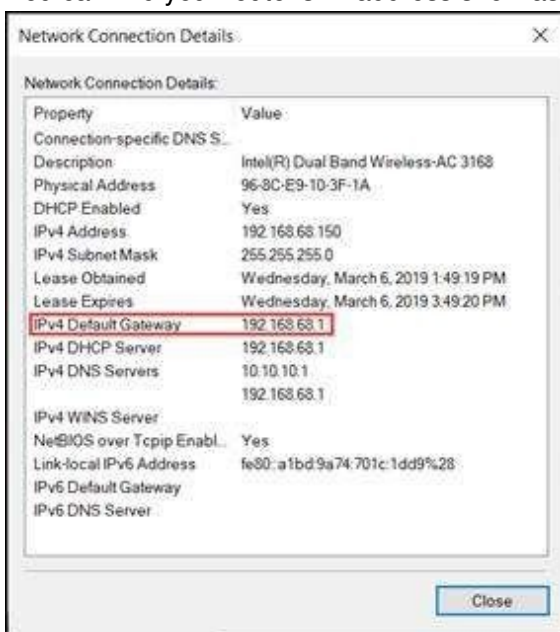 Network Connection Details
Network Connection Details:
Property Value
Connection-specific DNS S...
Description Intel(R) Dual Band Wireless-AC 3168
Physical Address 96-8C-E9-10-3F-1A
DHCP Enabled Yes
IPv4 Address 192.168.68.150
IPv4 Subnet Mask 255.255.255.0
Lease Obtained Wednesday, March 6, 2019 1:49:19 PM
Lease Expires Wednesday, March 6, 2019 3:49:20 PM
IPv4 Default Gateway 192.168.68.1
IPv4 DHCP Server 192.168.68.1
IPv4 DNS Servers 10.10.10.1
192.168.68.1
IPv4 WINS Server
NetBIOS over Tcpip Enabl... Yes
Link-local IPv6 Address fe80::a1bd:9a74:701c:1dd9%28
IPv6 Default Gateway
IPv6 DNS Server
Close